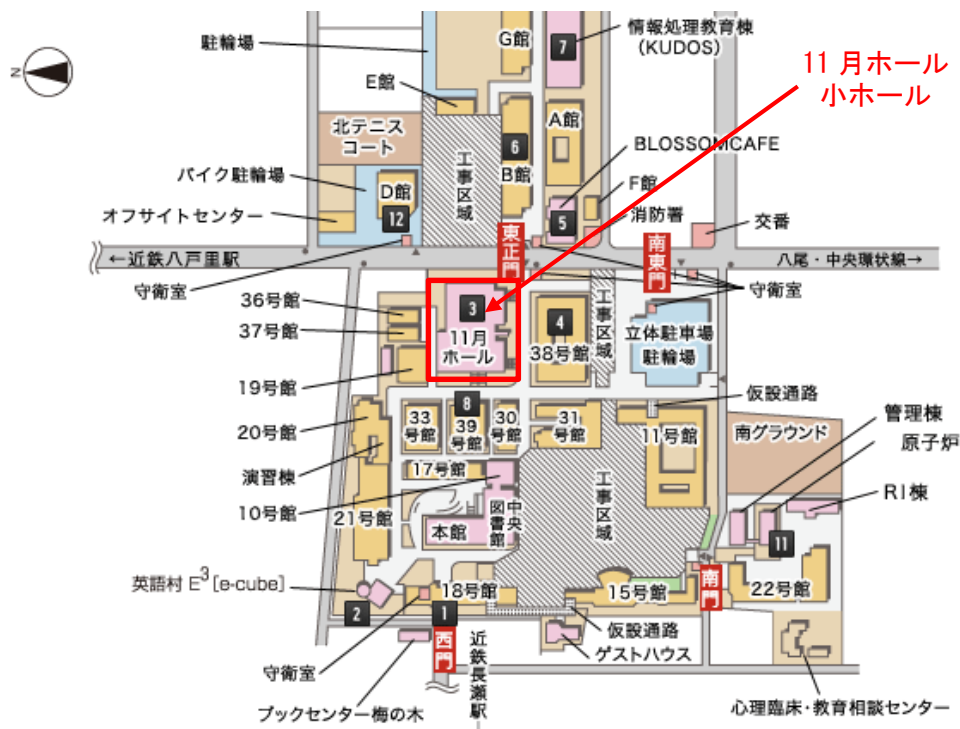 G館
7
情報処理教育棟
(KUDOS)
駐輪場
11月ホール
小ホール
N
E館
北テニス
コート
工事区域
6
B館
A館
BLOSSOMCAFE
バイク駐輪場
D館
12
オフサイトセンター
5
F館
消防署
交番
東正門
南東門
←近鉄八戸里駅
八尾・中央環状線→
守衛室
守衛室
36号館
37号館
3
11月
ホール
4
38号館
工事区域
立体駐車場
駐輪場
19号館
仮設通路
8
33
号館
39
号館
30
号館
31
号館
11号館
南グラウンド
管理棟
原子炉
RI棟
20号館
演習棟
17号館
10号館
21号館
本館
中央
図書館
工事区域
11
英語村 E³[e-cube]
2
18号館
1
15号館
南門
22号館
西門
近鉄長瀬駅
仮設通路
ゲストハウス
守衛室
ブックセンター梅の木
心理臨床・教育相談センター